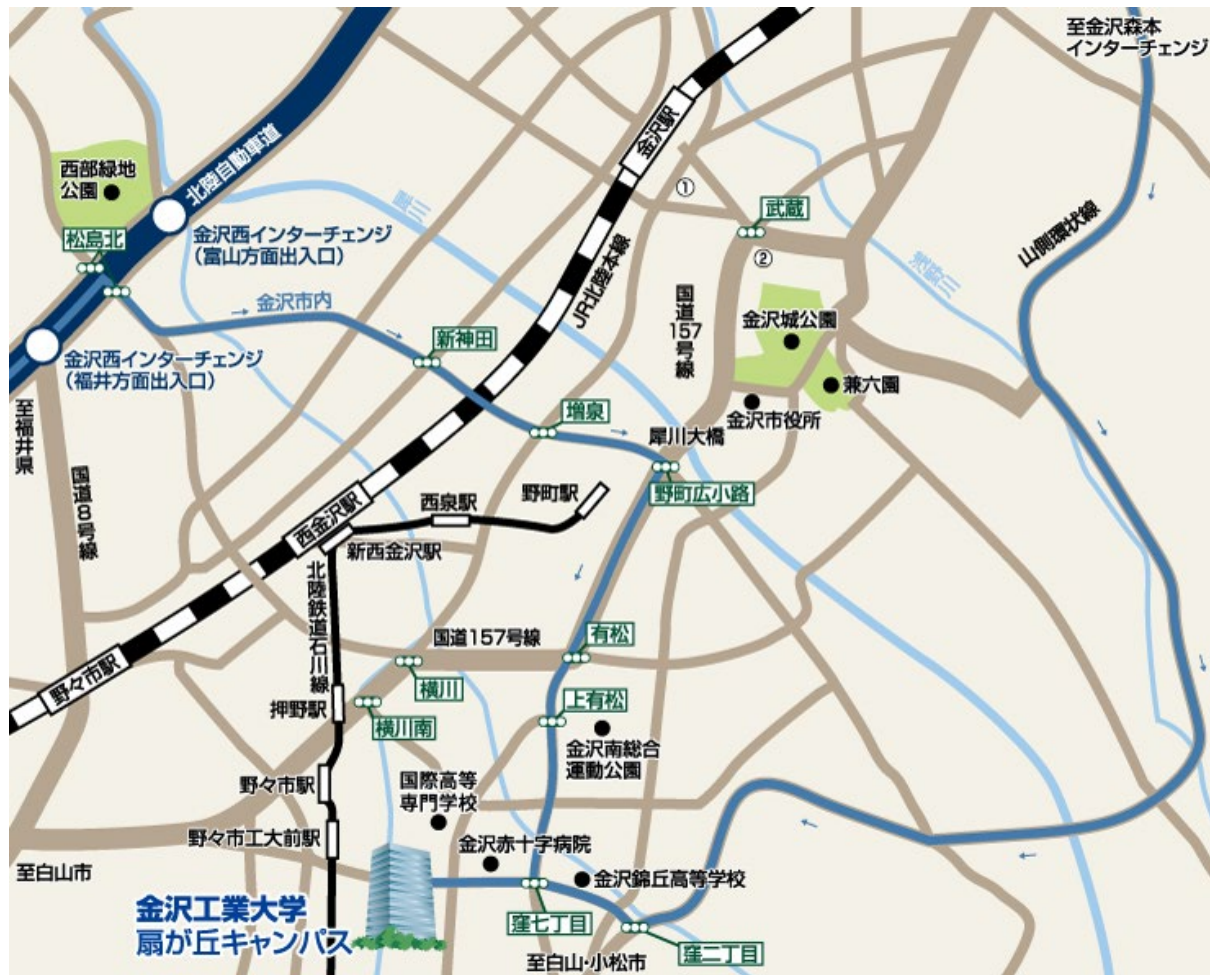 至金沢森本
インターチェンジ
西部緑地
公園
北陸自動車道
金沢駅
犀川
①
武蔵
松島北
金沢西インターチェンジ
(富山方面出入口)
浅野川
山側環状線
②
JR北陸本線
国道157号線
金沢市内
新神田
金沢城公園
金沢西インターチェンジ
(福井方面出入口)
兼六園
至福井県
増泉
金沢市役所
犀川大橋
国道8号線
西金沢駅
西泉駅
野町駅
野町広小路
新西金沢駅
北陸鉄道石川線
国道157号線
有松
野々市駅
横川
押野駅
横川南
上有松
金沢南総合
運動公園
野々市駅
国際高等
専門学校
野々市工大前駅
金沢赤十字病院
至白山市
金沢錦丘高等学校
金沢工業大学
扇が丘キャンパス
窪七丁目
窪二丁目
至白山・小松市